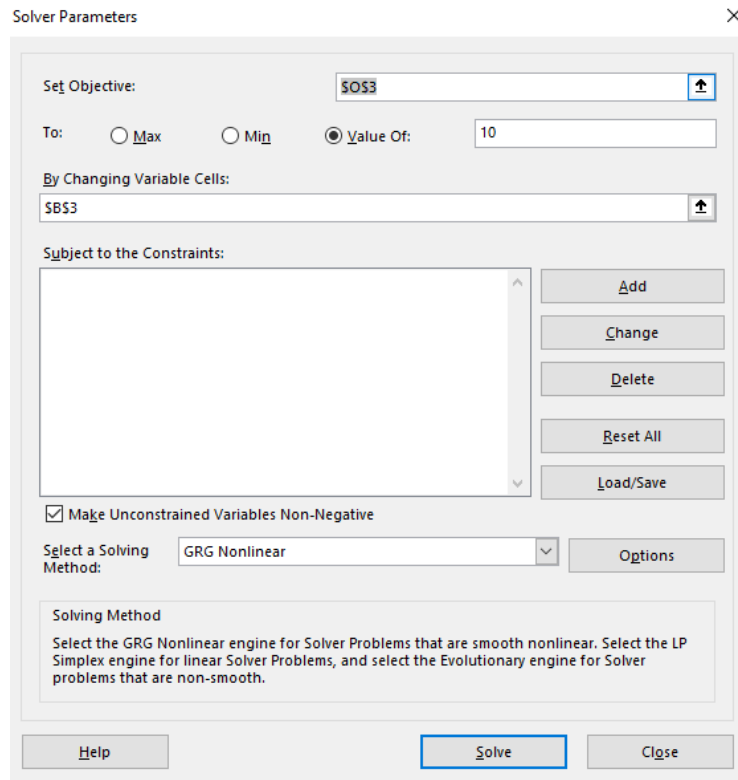 Solver Parameters
Set Objective: $O$3
To: Max Min Value Of: 10
By Changing Variable Cells:
$B$3
Subject to the Constraints:
Add
Change
Delete
Reset All
Load/Save
Make Unconstrained Variables Non-Negative
Select a Solving Method: GRG Nonlinear Options
Solving Method
Select the GRG Nonlinear engine for Solver Problems that are smooth nonlinear. Select the LP
Simplex engine for linear Solver Problems, and select the Evolutionary engine for Solver
problems that are non-smooth.
Help Solve Close